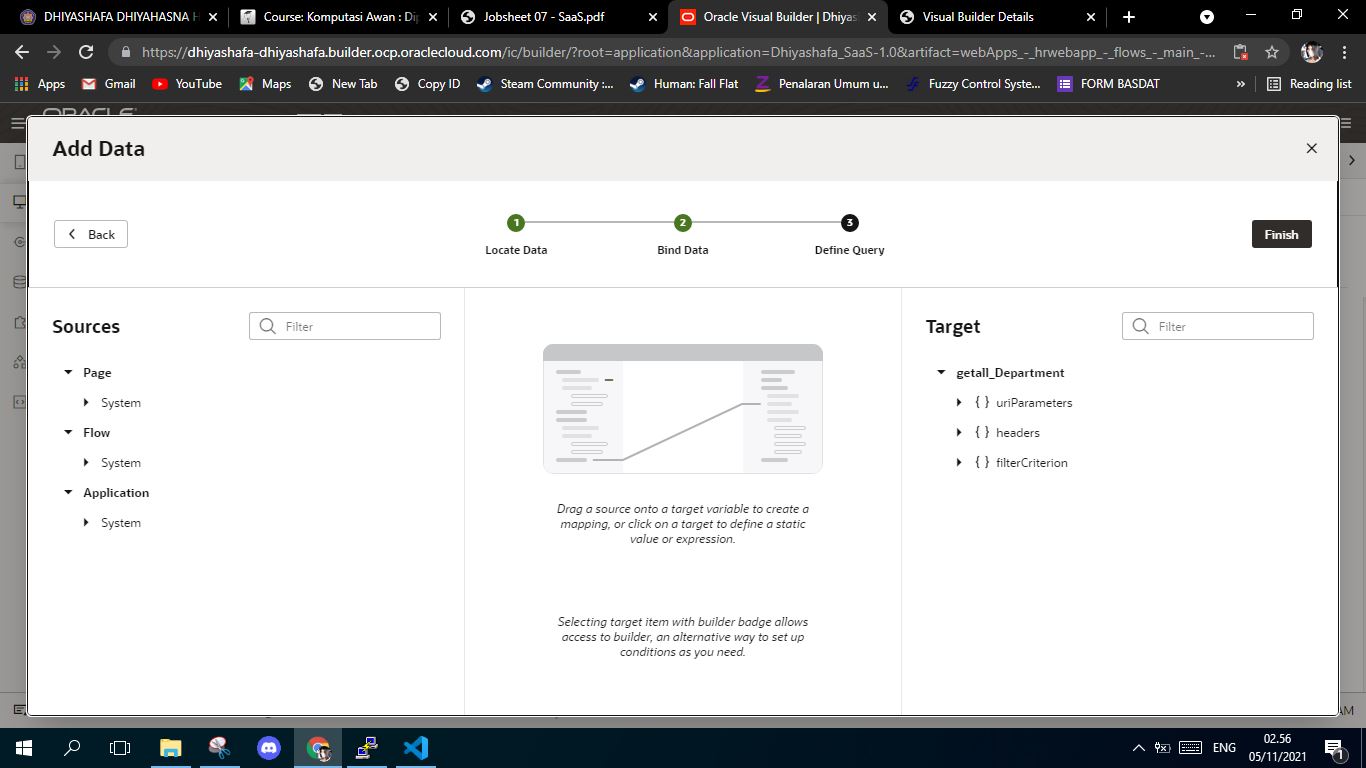 DHIYASHAFA DHIYAHASNA H
Course: Komputasi Awan : Dip
Jobsheet 07 - SaaS.pdf
Oracle Visual Builder | Dhiyash
Visual Builder Details
https://dhiyashafa-dhiyashafa.builder.ocp.oraclecloud.com/ic/builder/?root=application&application=Dhiyashafa_SaaS-1.0&artifact=webApps_-_hrwebapp_-_flows_-_main_-...
Apps
Gmail
YouTube
Maps
New Tab
Copy ID
Steam Community :...
Human: Fall Flat
Penalaran Umum u...
Fuzzy Control Syste...
FORM BASDAT
»
Reading list
Add Data
Back
1
2
3
Locate Data
Bind Data
Define Query
Finish
Sources
Filter
Page
System
Flow
System
Application
System
Drag a source onto a target variable to create a
mapping, or click on a target to define a static
value or expression.
Selecting target item with builder badge allows
access to builder, an alternative way to set up
conditions as you need.
Target
Filter
getall_Department
{ } uriParameters
{ } headers
{ } filterCriterion
AM
ENG
02.56
05/11/2021
1